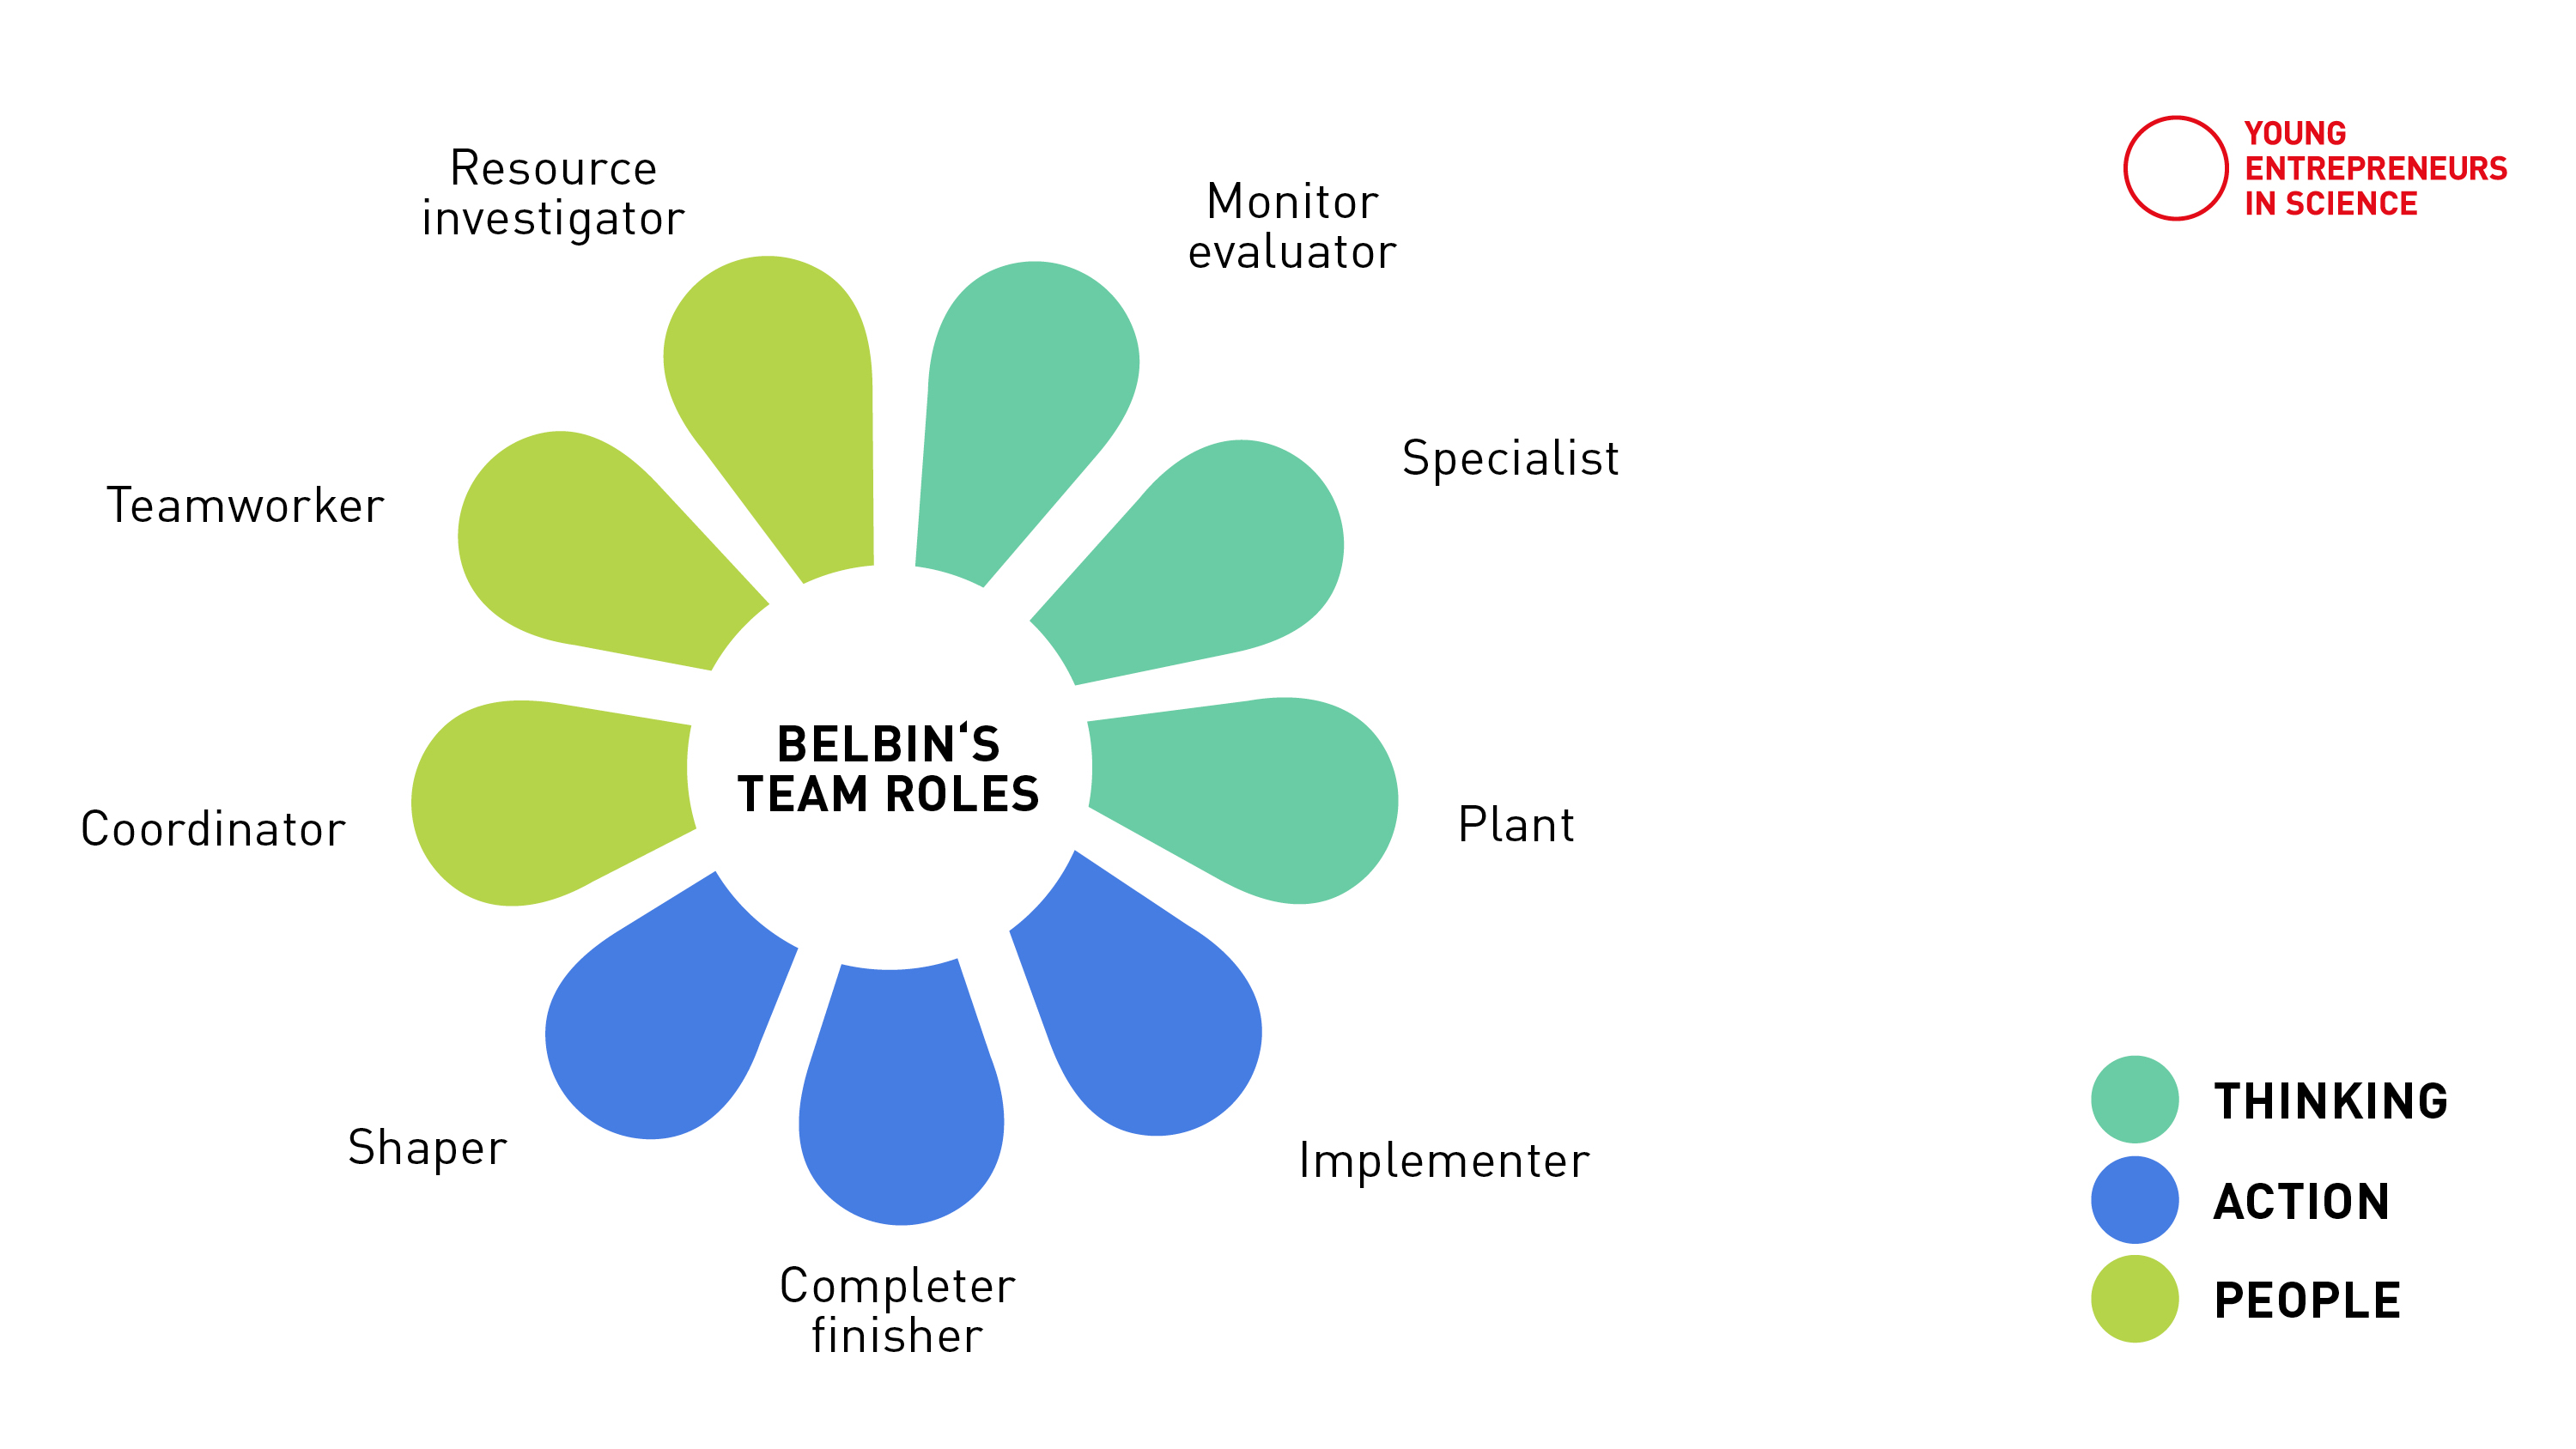 YOUNG
ENTREPRENEURS
IN SCIENCE
Resource
investigator
Monitor
evaluator
Specialist
Teamworker
BELBIN‘S
TEAM ROLES
Coordinator
Plant
Shaper
Implementer
Completer
finisher
THINKING
ACTION
PEOPLE